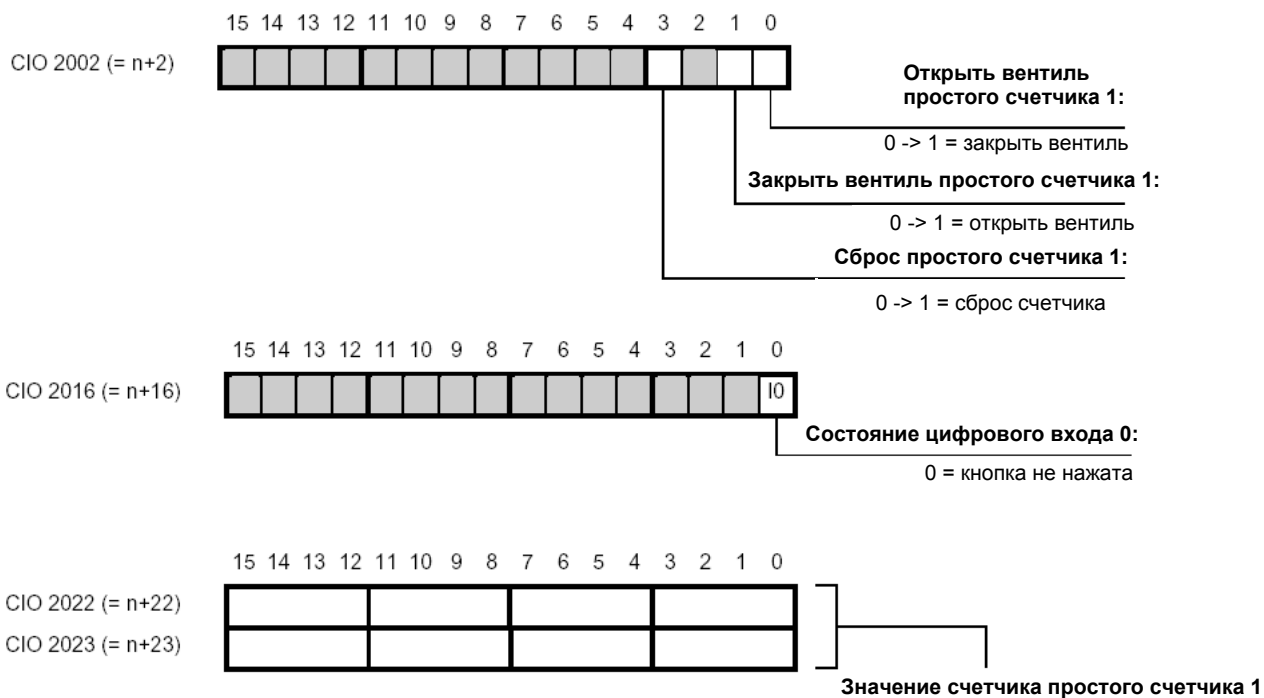 15 14 13 12 11 10 9 8 7 6 5 4 3 2 1 0
CIO 2002 (= n+2)
Открыть вентиль
простого счетчика 1:
0 -> 1 = закрыть вентиль
Закрыть вентиль простого счетчика 1:
0 -> 1 = открыть вентиль
Сброс простого счетчика 1:
0 -> 1 = сброс счетчика
15 14 13 12 11 10 9 8 7 6 5 4 3 2 1 0
CIO 2016 (= n+16)
I0
Состояние цифрового входа 0:
0 = кнопка не нажата
15 14 13 12 11 10 9 8 7 6 5 4 3 2 1 0
CIO 2022 (= n+22)
CIO 2023 (= n+23)
Значение счетчика простого счетчика 1